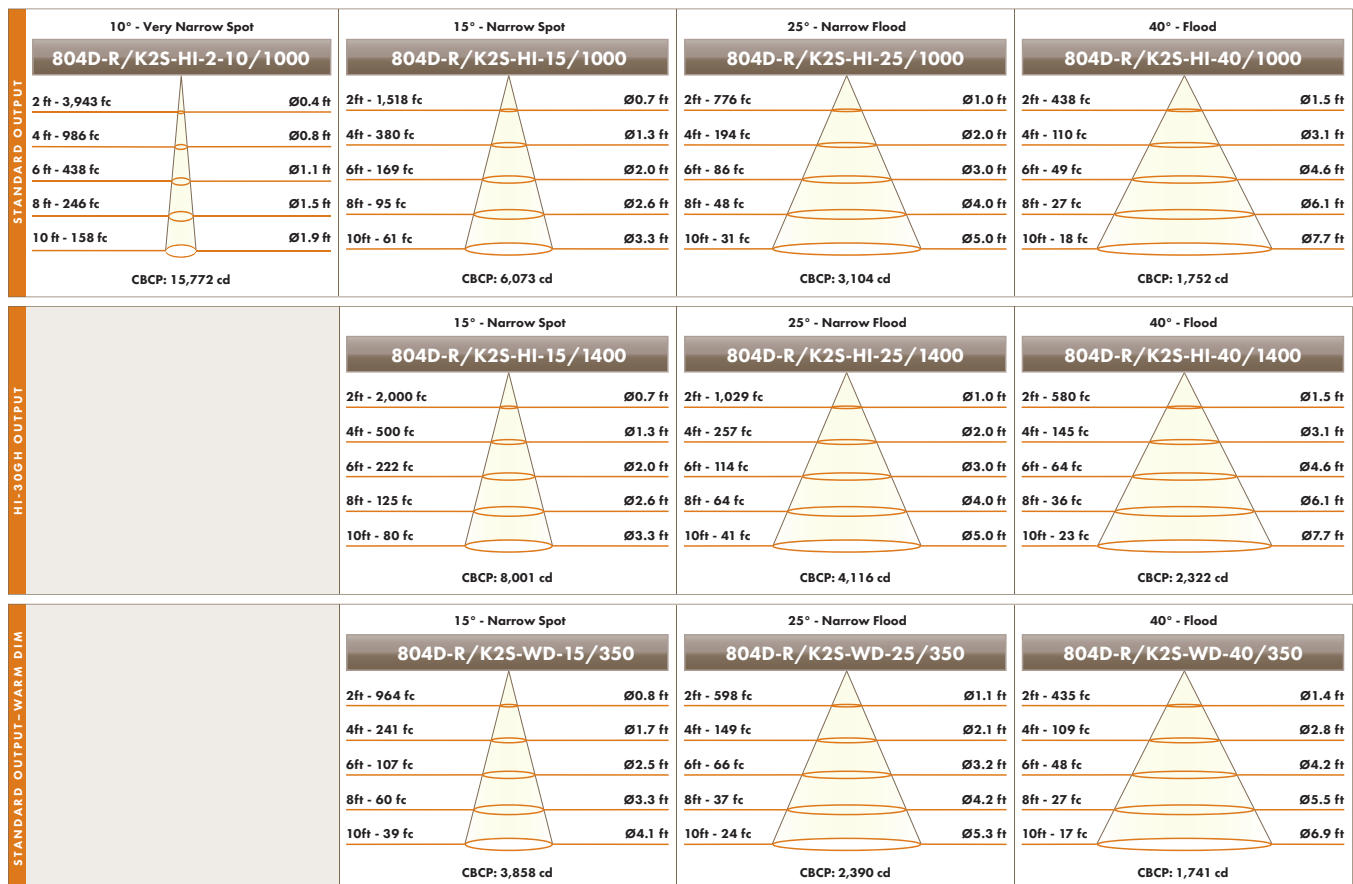 STANDARD OUTPUT
10° - Very Narrow Spot
804D-R/K2S-HI-2-10/1000
2 ft - 3,943 fc Ø0.4 ft
4 ft - 986 fc Ø0.8 ft
6 ft - 438 fc Ø1.1 ft
8 ft - 246 fc Ø1.5 ft
10 ft - 158 fc Ø1.9 ft
CBCP: 15,772 cd
15° - Narrow Spot
804D-R/K2S-HI-15/1000
2ft - 1,518 fc Ø0.7 ft
4ft - 380 fc Ø1.3 ft
6ft - 169 fc Ø2.0 ft
8ft - 95 fc Ø2.6 ft
10ft - 61 fc Ø3.3 ft
CBCP: 6,073 cd
25° - Narrow Flood
804D-R/K2S-HI-25/1000
2ft - 776 fc Ø1.0 ft
4ft - 194 fc Ø2.0 ft
6ft - 86 fc Ø3.0 ft
8ft - 48 fc Ø4.0 ft
10ft - 31 fc Ø5.0 ft
CBCP: 3,104 cd
40° - Flood
804D-R/K2S-HI-40/1000
2ft - 438 fc Ø1.5 ft
4ft - 110 fc Ø3.1 ft
6ft - 49 fc Ø4.6 ft
8ft - 27 fc Ø6.1 ft
10ft - 18 fc Ø7.7 ft
CBCP: 1,752 cd
HI-30GH OUTPUT
15° - Narrow Spot
804D-R/K2S-HI-15/1400
2ft - 2,000 fc Ø0.7 ft
4ft - 500 fc Ø1.3 ft
6ft - 222 fc Ø2.0 ft
8ft - 125 fc Ø2.6 ft
10ft - 80 fc Ø3.3 ft
CBCP: 8,001 cd
25° - Narrow Flood
804D-R/K2S-HI-25/1400
2ft - 1,029 fc Ø1.0 ft
4ft - 257 fc Ø2.0 ft
6ft - 114 fc Ø3.0 ft
8ft - 64 fc Ø4.0 ft
10ft - 41 fc Ø5.0 ft
CBCP: 4,116 cd
40° - Flood
804D-R/K2S-HI-40/1400
2ft - 580 fc Ø1.5 ft
4ft - 145 fc Ø3.1 ft
6ft - 64 fc Ø4.6 ft
8ft - 36 fc Ø6.1 ft
10ft - 23 fc Ø7.7 ft
CBCP: 2,322 cd
STANDARD OUTPUT–WARM DIM
15° - Narrow Spot
804D-R/K2S-WD-15/350
2ft - 964 fc Ø0.8 ft
4ft - 241 fc Ø1.7 ft
6ft - 107 fc Ø2.5 ft
8ft - 60 fc Ø3.3 ft
10ft - 39 fc Ø4.1 ft
CBCP: 3,858 cd
25° - Narrow Flood
804D-R/K2S-WD-25/350
2ft - 598 fc Ø1.1 ft
4ft - 149 fc Ø2.1 ft
6ft - 66 fc Ø3.2 ft
8ft - 37 fc Ø4.2 ft
10ft - 24 fc Ø5.3 ft
CBCP: 2,390 cd
40° - Flood
804D-R/K2S-WD-40/350
2ft - 435 fc Ø1.4 ft
4ft - 109 fc Ø2.8 ft
6ft - 48 fc Ø4.2 ft
8ft - 27 fc Ø5.5 ft
10ft - 17 fc Ø6.9 ft
CBCP: 1,741 cd